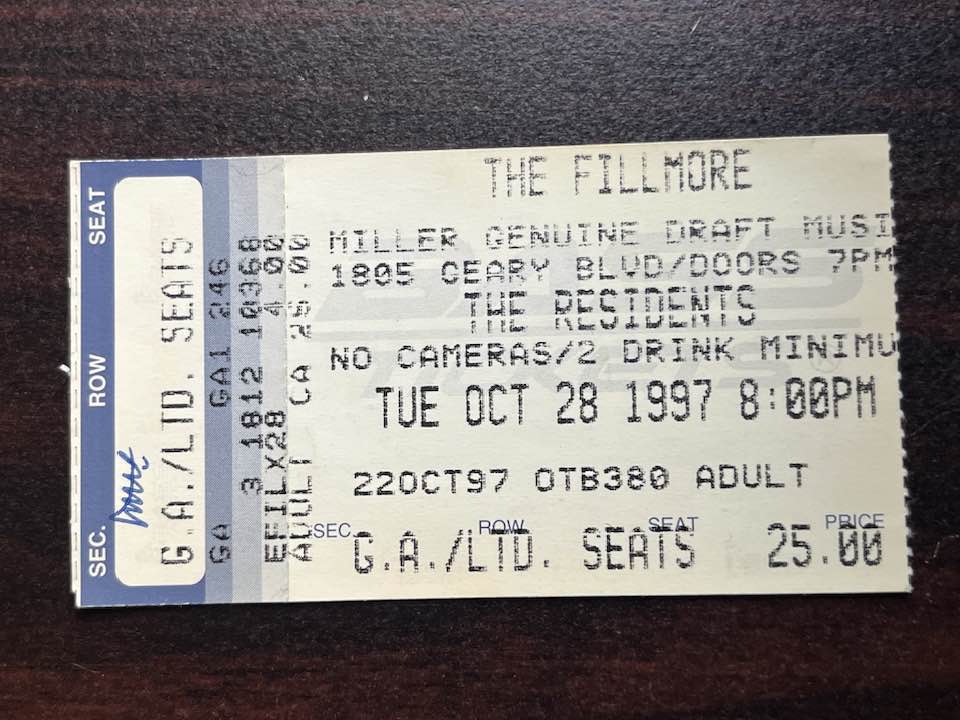 THE FILLMORE
MILLER GENUINE DRAFT MUSI
1805 GEARY BLVD/DOORS 7PM
THE RESIDENTS
NO CAMERAS/2 DRINK MINIMU
TUE OCT 28 1997 8:00PM
22OCT97 OTB380 ADULT
SEC. ROW SEAT PRICE
G.A./LTD. SEATS 25.00
SEC. ROW SEAT
G.A./LTD. SEATS
GA GA1 246
3 1812 10368
EFILX28 4.00
ADULT CA 25.00